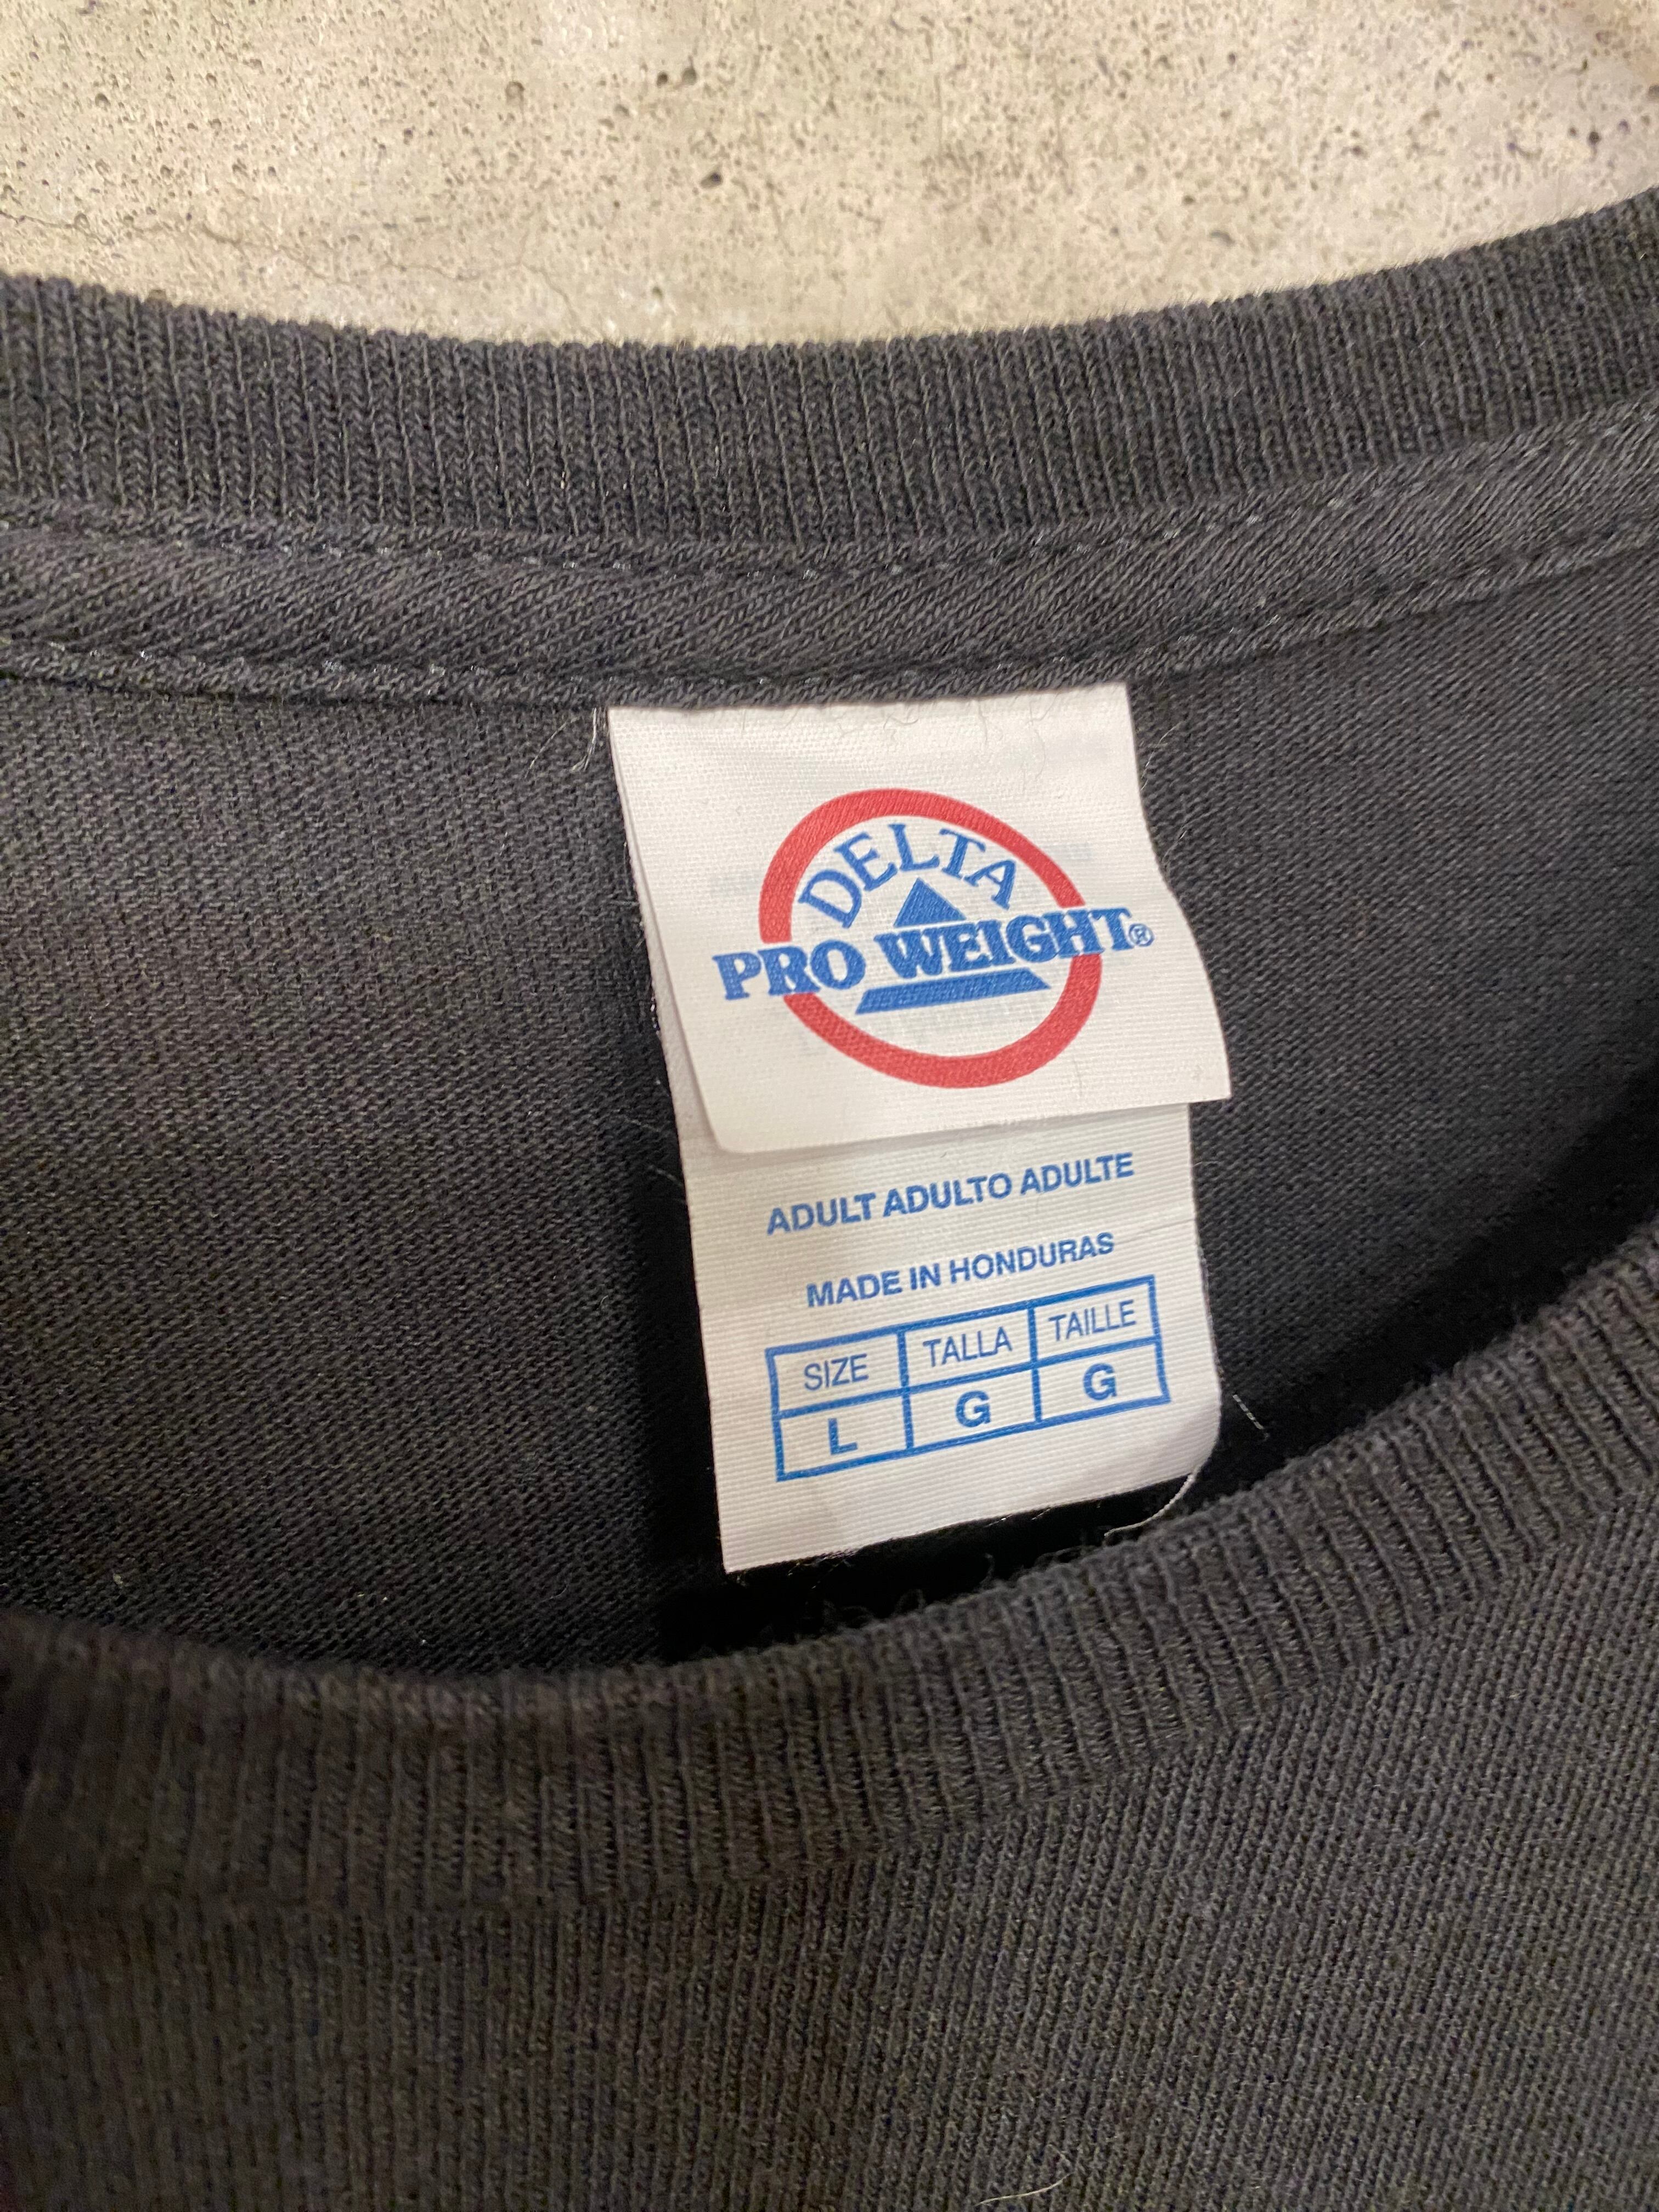 DELTA
PRO WEIGHT®
ADULT ADULTO ADULTE
MADE IN HONDURAS
SIZE TALLA TAILLE
L G G